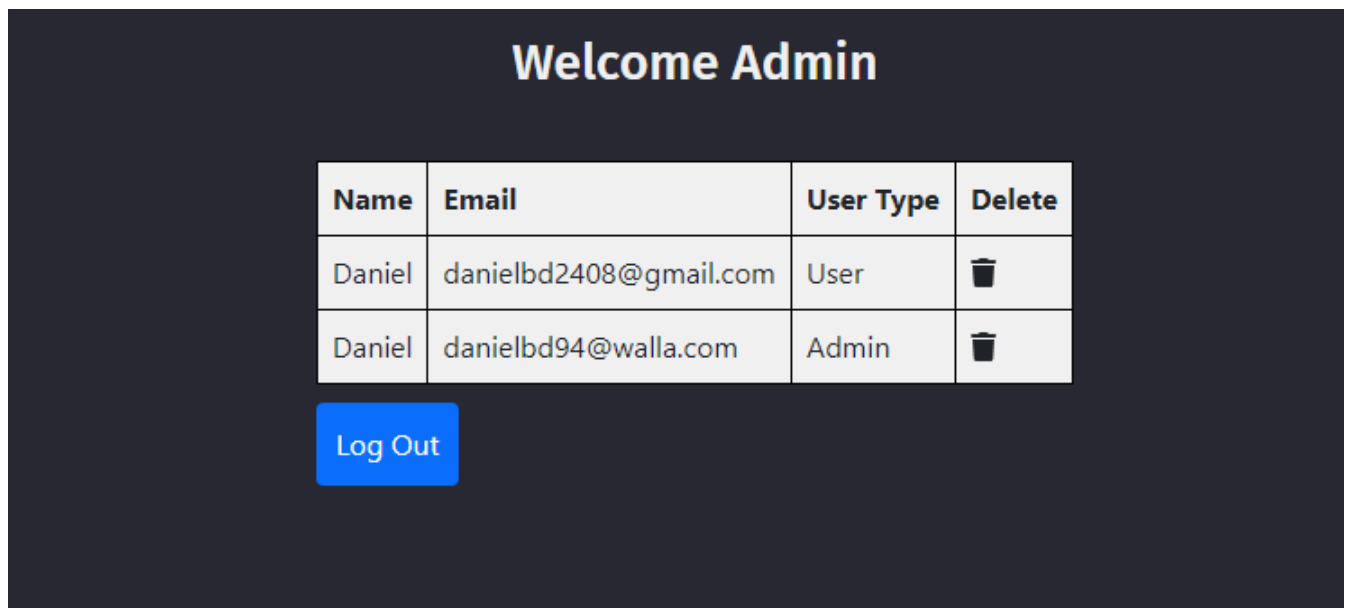 Welcome Admin
Name Email User Type Delete
Daniel danielbd2408@gmail.com User
Daniel danielbd94@walla.com Admin
Log Out